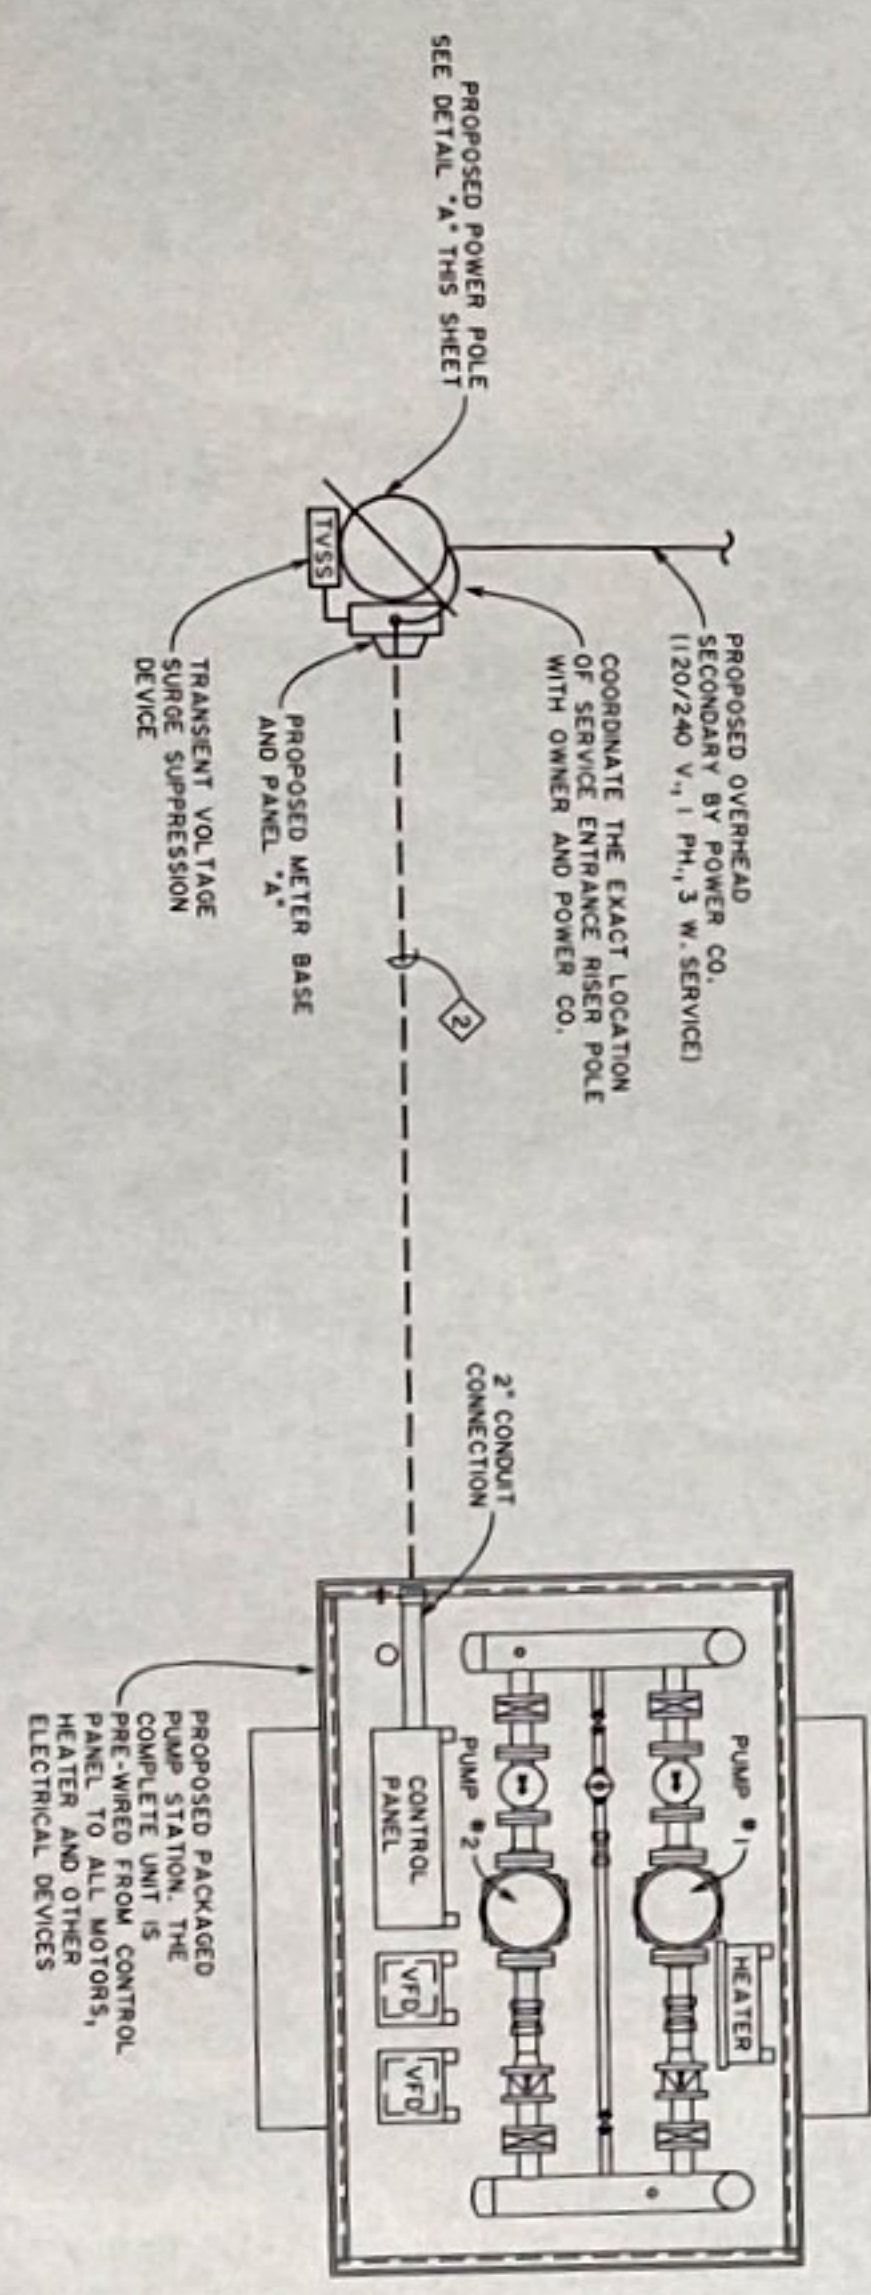 PROPOSED POWER POLE
SEE DETAIL "A" THIS SHEET
PROPOSED OVERHEAD
SECONDARY BY POWER CO.
(120/240 V., 1 PH., 3 W. SERVICE)
COORDINATE THE EXACT LOCATION
OF SERVICE ENTRANCE RISER POLE
WITH OWNER AND POWER CO.
TVSS
PROPOSED METER BASE
AND PANEL "A"
TRANSIENT VOLTAGE
SURGE SUPPRESSION
DEVICE
2
2" CONDUIT
CONNECTION
PUMP #1
HEATER
PUMP #2
CONTROL
PANEL
VFD
VFD
PROPOSED PACKAGED
PUMP STATION. THE
COMPLETE UNIT IS
PRE-WIRED FROM CONTROL
PANEL TO ALL MOTORS,
HEATER AND OTHER
ELECTRICAL DEVICES